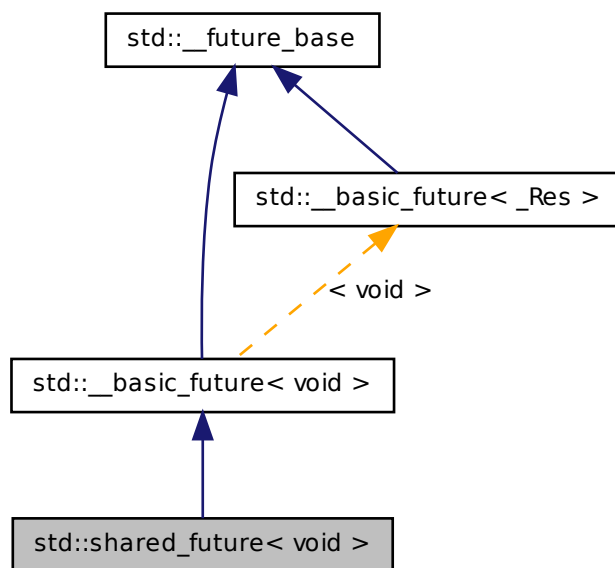 std::__future_base
std::__basic_future< _Res >
< void >
std::__basic_future< void >
std::shared_future< void >